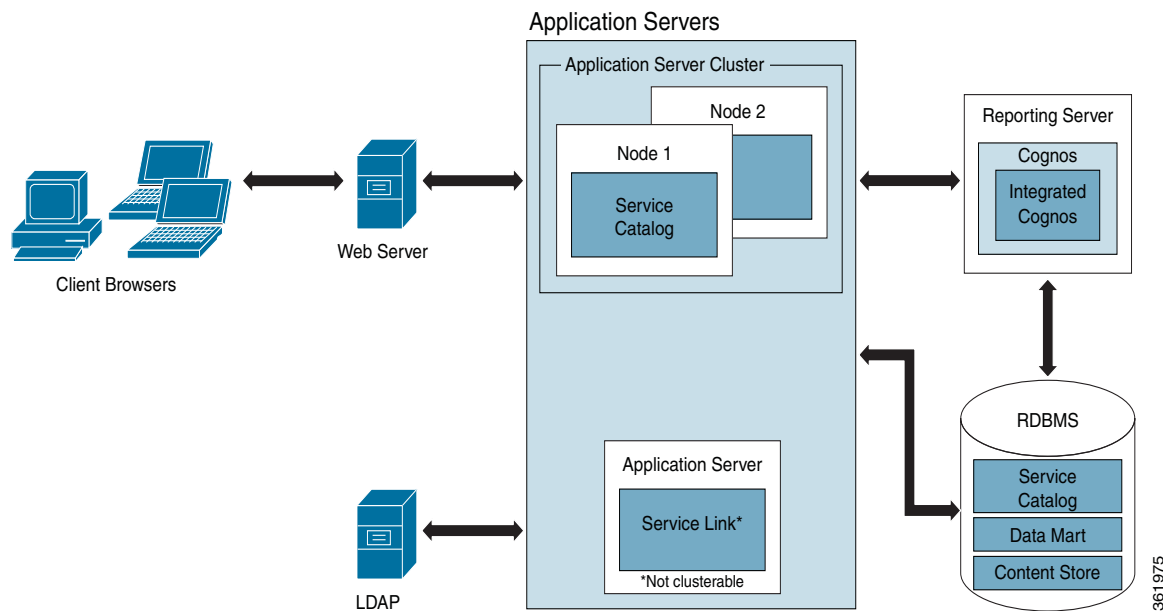 Application Servers
Application Server Cluster
Node 2
Node 1
Service
Catalog
Reporting Server
Cognos
Integrated
Cognos
Web Server
Client Browsers
RDBMS
Service
Catalog
Data Mart
Content Store
Application Server
Service Link*
*Not clusterable
LDAP
361975